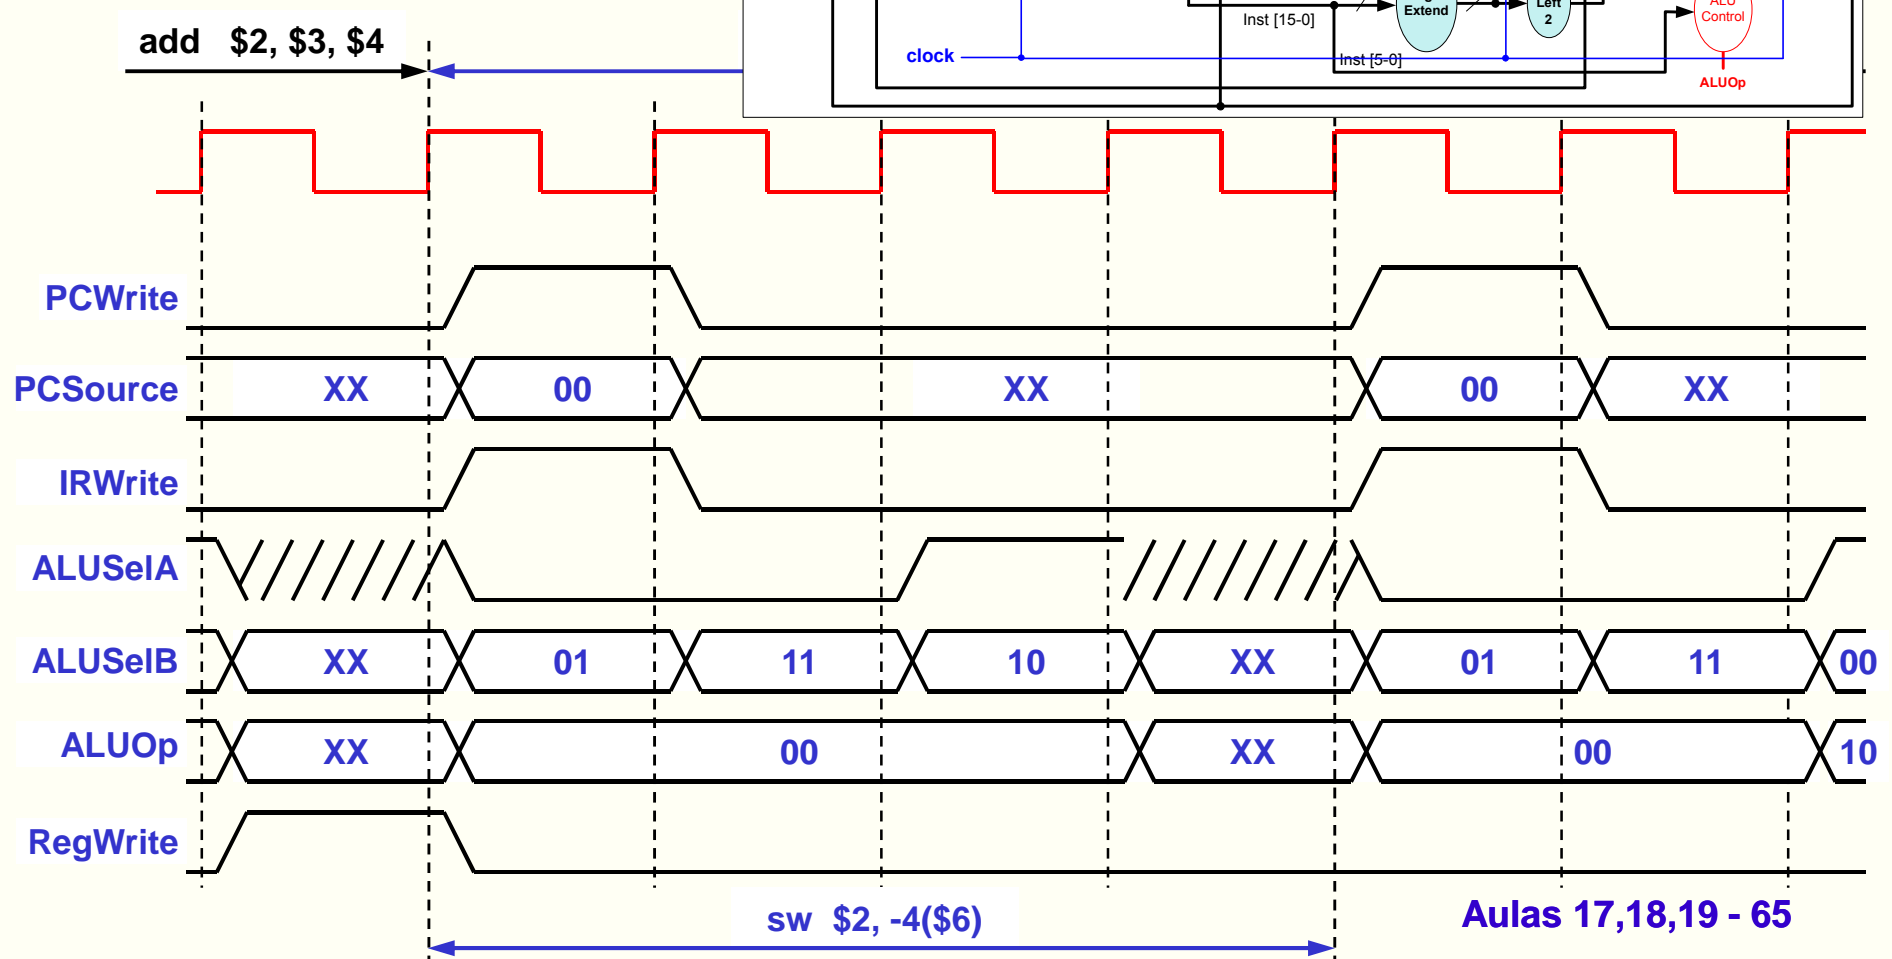 add $2, $3, $4
Extend
Left
2
ALU
Control
Inst [15-0]
clock
Inst [5-0]
ALUOp
PCWrite
PCSource XX 00 XX 00 XX
IRWrite
ALUSelA
ALUSelB XX 01 11 10 XX 01 11 00
ALUOp XX 00 XX 00 10
RegWrite
sw $2, -4($6)
Aulas 17,18,19 - 65